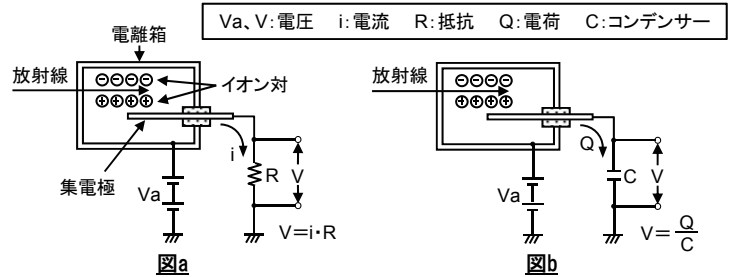 Va、V:電圧 i:電流 R:抵抗 Q:電荷 C:コンデンサー
電離箱
放射線
イオン対
集電極
Va
i
R
V
V=i・R
図a
放射線
Va
Q
C
V
V=Q/C
図b